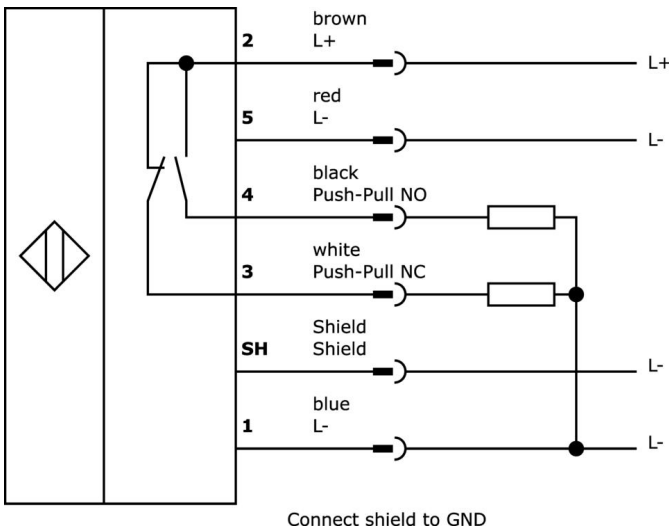 brown
2 L+
L+
red
5 L-
L-
black
4 Push-Pull NO
white
3 Push-Pull NC
Shield
SH Shield
L-
blue
1 L-
L-
Connect shield to GND